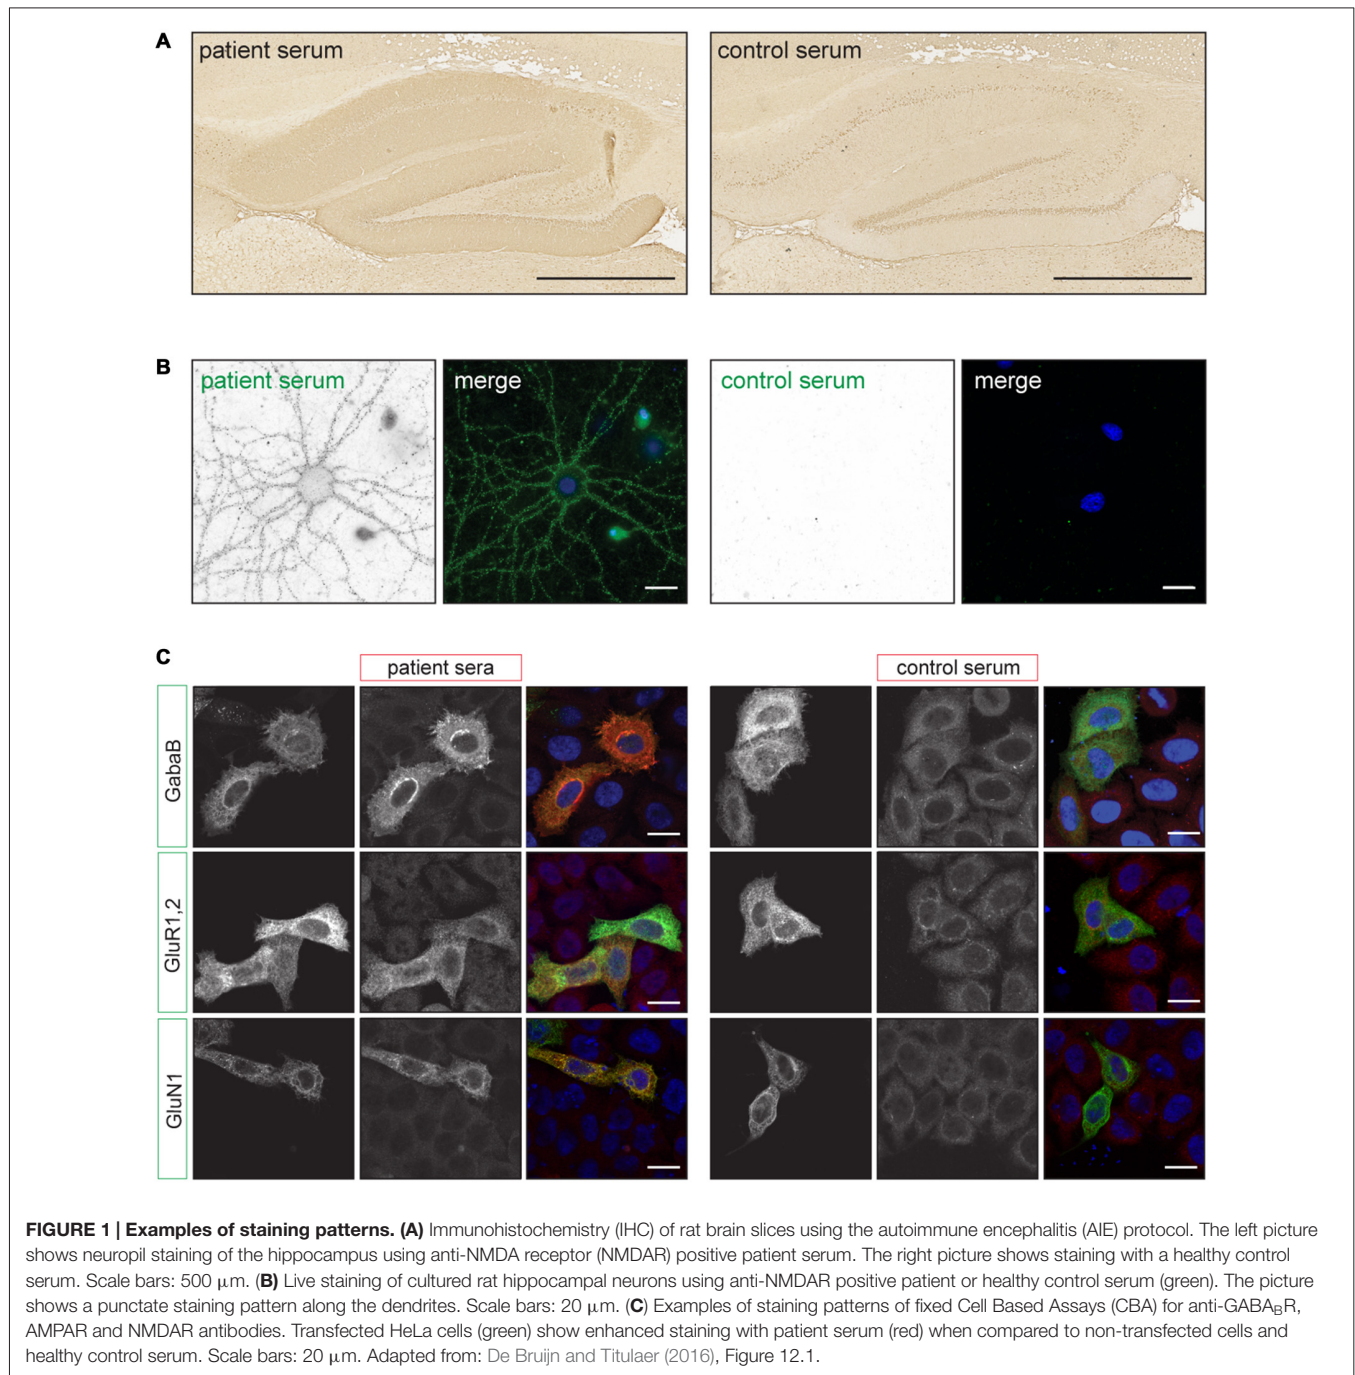 A
patient serum
control serum
B
patient serum
merge
control serum
merge
C
patient sera
control serum
GabaB
GluR1,2
GluN1
FIGURE 1 | Examples of staining patterns. (A) Immunohistochemistry (IHC) of rat brain slices using the autoimmune encephalitis (AIE) protocol. The left picture
shows neuropil staining of the hippocampus using anti-NMDA receptor (NMDAR) positive patient serum. The right picture shows staining with a healthy control
serum. Scale bars: 500 μm. (B) Live staining of cultured rat hippocampal neurons using anti-NMDAR positive patient or healthy control serum (green). The picture
shows a punctate staining pattern along the dendrites. Scale bars: 20 μm. (C) Examples of staining patterns of fixed Cell Based Assays (CBA) for anti-GABABR,
AMPAR and NMDAR antibodies. Transfected HeLa cells (green) show enhanced staining with patient serum (red) when compared to non-transfected cells and
healthy control serum. Scale bars: 20 μm. Adapted from: De Bruijn and Titulaer (2016), Figure 12.1.